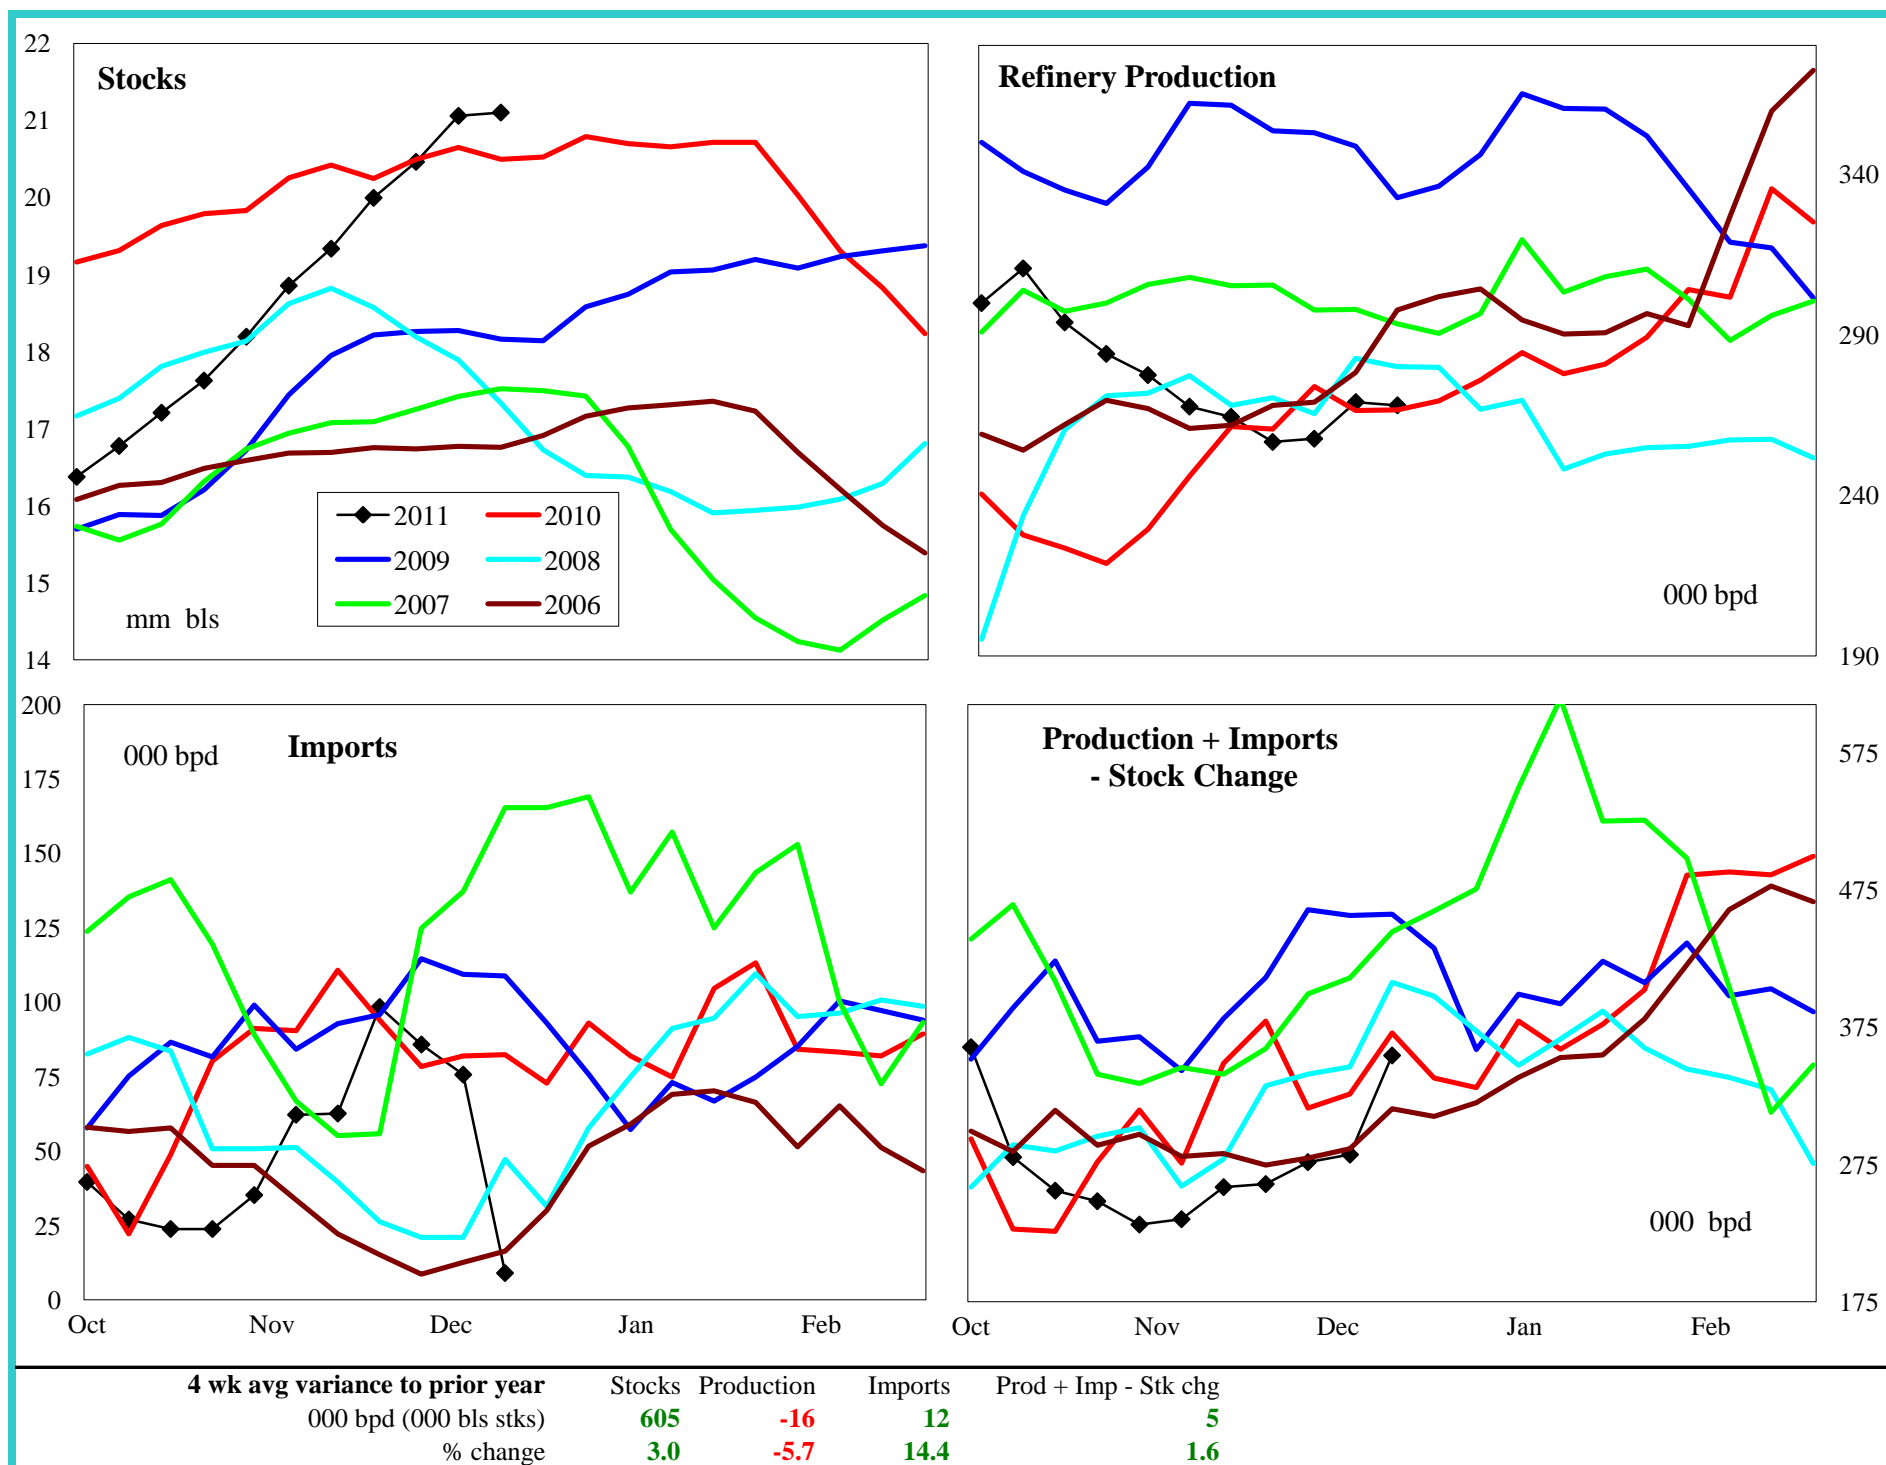 Stocks
22
21
20
19
18
17
16
15
14
2011 2010
2009 2008
2007 2006
mm bls
Refinery Production
340
290
240
190
000 bpd
200
175
150
125
100
75
50
25
0
000 bpd Imports
Oct Nov Dec Jan Feb
Production + Imports
- Stock Change
575
475
375
275
175
000 bpd
Oct Nov Dec Jan Feb
4 wk avg variance to prior year Stocks Production Imports Prod + Imp - Stk chg
000 bpd (000 bls stks) 605 -16 12 5
% change 3.0 -5.7 14.4 1.6